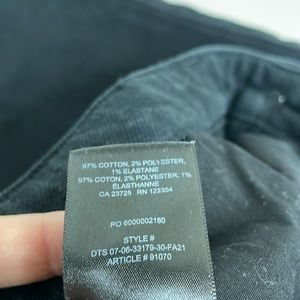 97% COTTON, 2% POLYESTER,
1% ELASTANE
97% COTON, 2% POLYESTER, 1%
ÉLASTHANNE
CA 23725 RN 122354
PO 6000002180
STYLE #
DTS 07-06-33179-30-FA21
ARTICLE # 91070